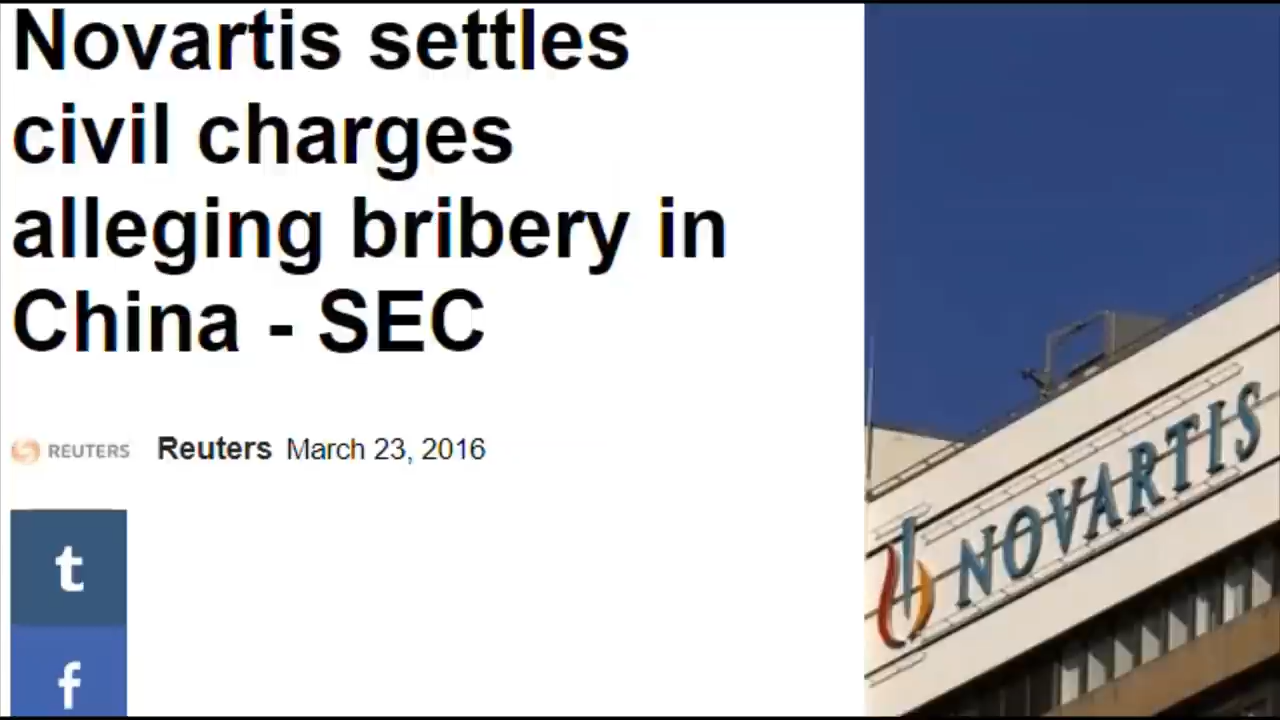 Novartis settles
civil charges
alleging bribery in
China - SEC
REUTERS Reuters March 23, 2016
t
f
NOVARTIS